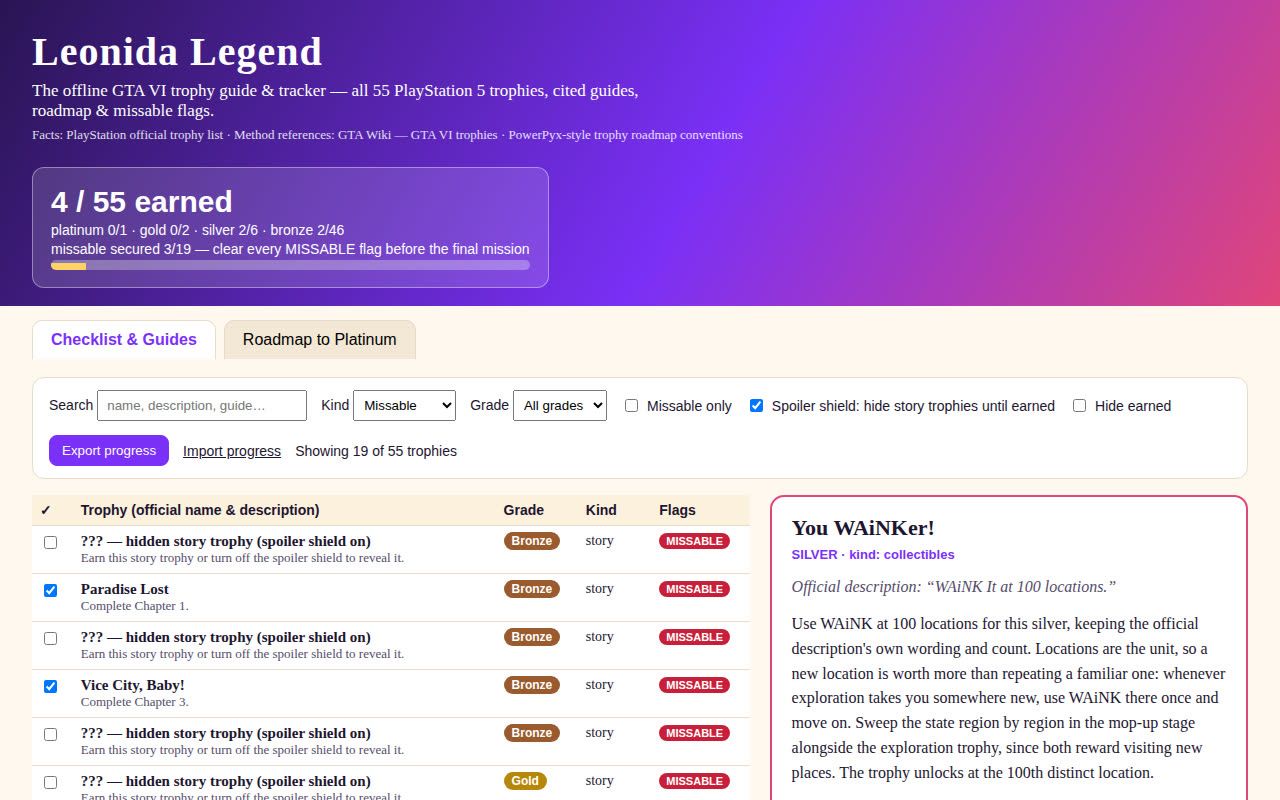 Leonida Legend
The offline GTA VI trophy guide & tracker — all 55 PlayStation 5 trophies, cited guides,
roadmap & missable flags.
Facts: PlayStation official trophy list · Method references: GTA Wiki — GTA VI trophies · PowerPyx-style trophy roadmap conventions
4 / 55 earned
platinum 0/1 · gold 0/2 · silver 2/6 · bronze 2/46
missable secured 3/19 — clear every MISSABLE flag before the final mission
Checklist & Guides
Roadmap to Platinum
Search name, description, guide… Kind Missable Grade All grades Missable only Spoiler shield: hide story trophies until earned Hide earned
Export progress Import progress Showing 19 of 55 trophies
✓ Trophy (official name & description) Grade Kind Flags
??? — hidden story trophy (spoiler shield on) Bronze story MISSABLE
Earn this story trophy or turn off the spoiler shield to reveal it.
Paradise Lost Bronze story MISSABLE
Complete Chapter 1.
??? — hidden story trophy (spoiler shield on) Bronze story MISSABLE
Earn this story trophy or turn off the spoiler shield to reveal it.
Vice City, Baby! Bronze story MISSABLE
Complete Chapter 3.
??? — hidden story trophy (spoiler shield on) Bronze story MISSABLE
Earn this story trophy or turn off the spoiler shield to reveal it.
??? — hidden story trophy (spoiler shield on) Gold story MISSABLE
Earn this story trophy or turn off the spoiler shield to reveal it.
You WAiNKer!
SILVER · kind: collectibles
Official description: “WAiNK It at 100 locations.”
Use WAiNK at 100 locations for this silver, keeping the official
description's own wording and count. Locations are the unit, so a
new location is worth more than repeating a familiar one: whenever
exploration takes you somewhere new, use WAiNK there once and
move on. Sweep the state region by region in the mop-up stage
alongside the exploration trophy, since both reward visiting new
places. The trophy unlocks at the 100th distinct location.